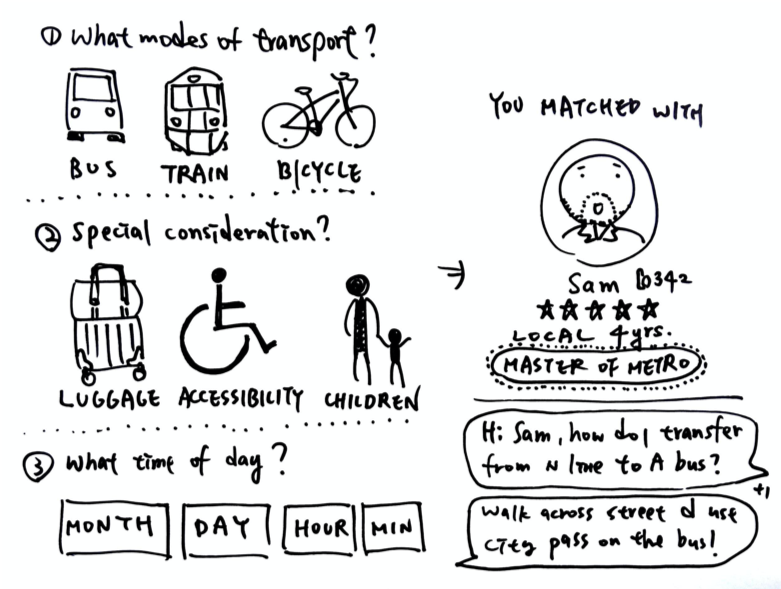 ① What modes of transport?
BUS TRAIN BICYCLE
② Special consideration?
LUGGAGE ACCESSIBILITY CHILDREN
③ What time of day?
MONTH DAY HOUR MIN
YOU MATCHED WITH
Sam 342
LOCAL 4yrs.
MASTER OF METRO
Hi Sam, how do I transfer
from N line to A bus?
+1
Walk across street & use
city pass on the bus!